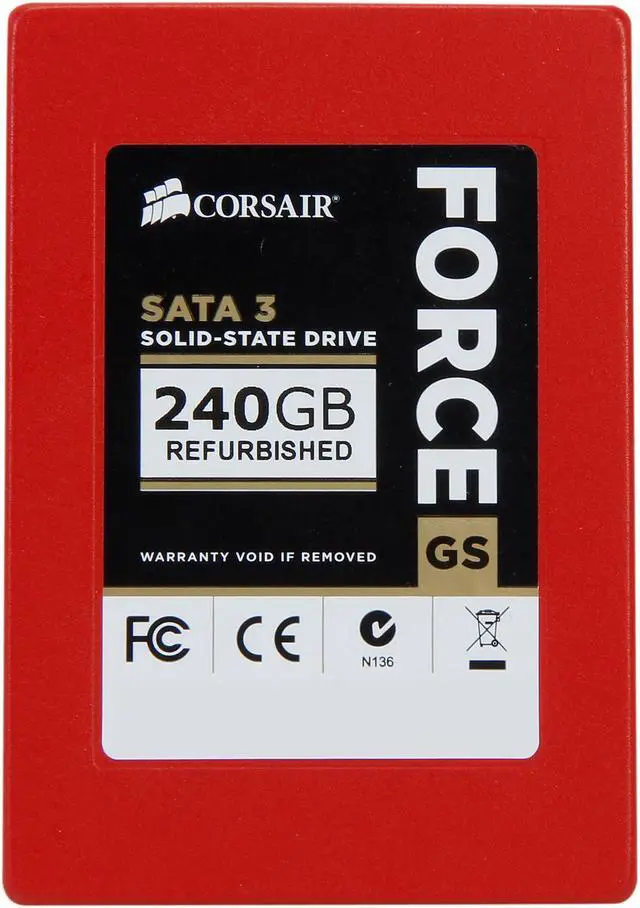 CORSAIR®
SATA 3
SOLID-STATE DRIVE
240GB
REFURBISHED
WARRANTY VOID IF REMOVED
FORCE
GS
FC CE
N136